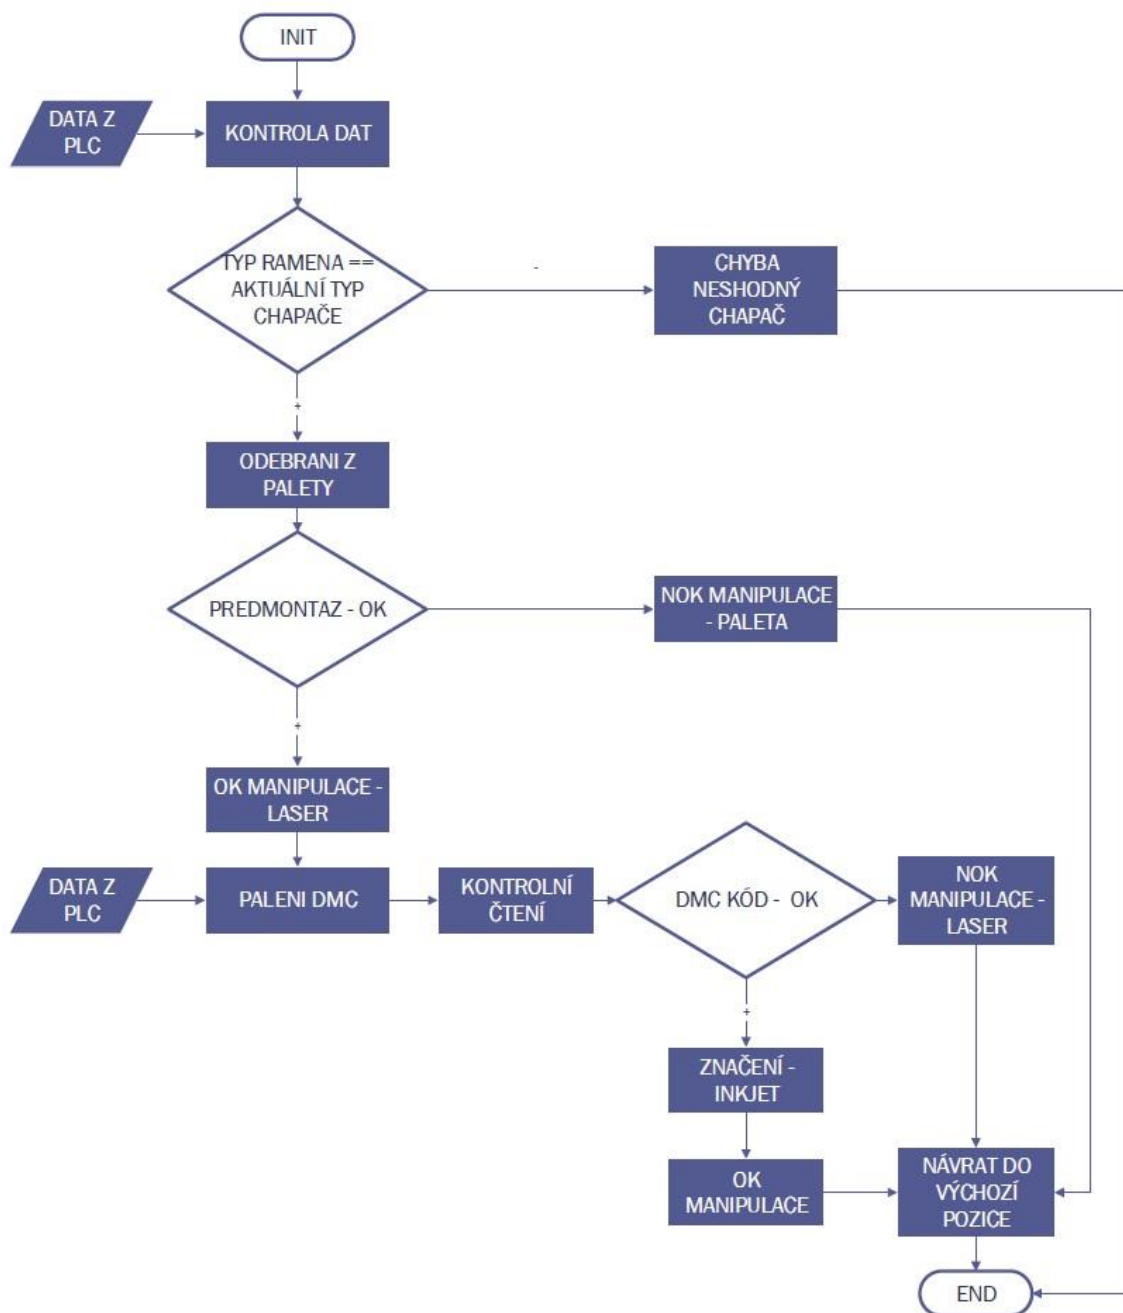 INIT
DATA Z
PLC
KONTROLA DAT
TYP RAMENA ==
AKTUÁLNÍ TYP
CHAPAČE
-
CHYBA
NESHODNÝ
CHAPAČ
+
ODEBRANI Z
PALETY
PREDMONTAZ - OK
NOK MANIPULACE
- PALETA
+
OK MANIPULACE -
LASER
DATA Z
PLC
PALENI DMC
KONTROLNÍ
ČTENÍ
DMC KÓD -  OK
NOK
MANIPULACE -
LASER
+
ZNAČENÍ -
INKJET
OK
MANIPULACE
NÁVRAT DO
VÝCHOZÍ
POZICE
END